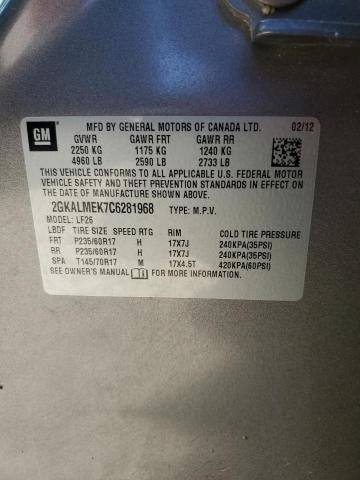 GM
MFD BY GENERAL MOTORS OF CANADA LTD. 02/12
GVWR GAWR FRT GAWR RR
2250 KG 1175 KG 1240 KG
4960 LB 2590 LB 2733 LB
THIS VEHICLE CONFORMS TO ALL APPLICABLE U.S. FEDERAL MOTOR
VEHICLE SAFETY AND THEFT PREVENTION STANDARDS IN EFFECT ON
THE DATE OF MANUFACTURE SHOWN ABOVE.
2GKALMEK7C6281968 TYPE: M.P.V.
MODEL: LF26
LBDF TIRE SIZE SPEED RTG RIM COLD TIRE PRESSURE
FRT P235/60R17 H 17X7J 240KPA(35PSI)
RR P235/60R17 H 17X7J 240KPA(35PSI)
SPA T145/70R17 M 17X4.5T 420KPA(60PSI)
SEE OWNER'S MANUAL FOR ADDITIONAL INFORMATION